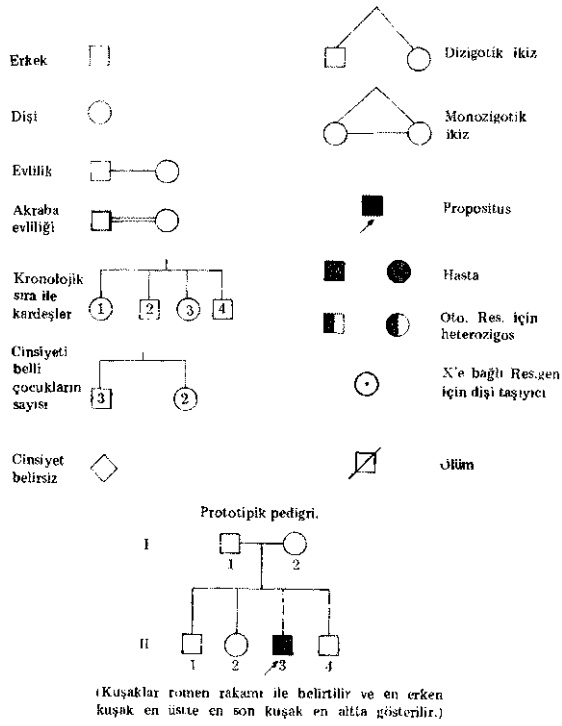 Erkek
Dişi
Evlilik
Akraba
evliliği
Kronolojik
sıra ile
kardeşler
1 2 3 4
Cinsiyeti
belli
çocukların
sayısı
3 2
Cinsiyet
belirsiz
Dizigotik ikiz
Monozigotik
ikiz
Propositus
Hasta
Oto. Res. için
heterozigos
X'e bağlı Res.gen
için dişi taşıyıcı
ölüm
Prototipik pedigri.
I
1 2
II
1 2 3 4
(Kuşaklar romen rakamı ile belirtilir ve en erken
kuşak en üstte en son kuşak en altta gösterilir.)